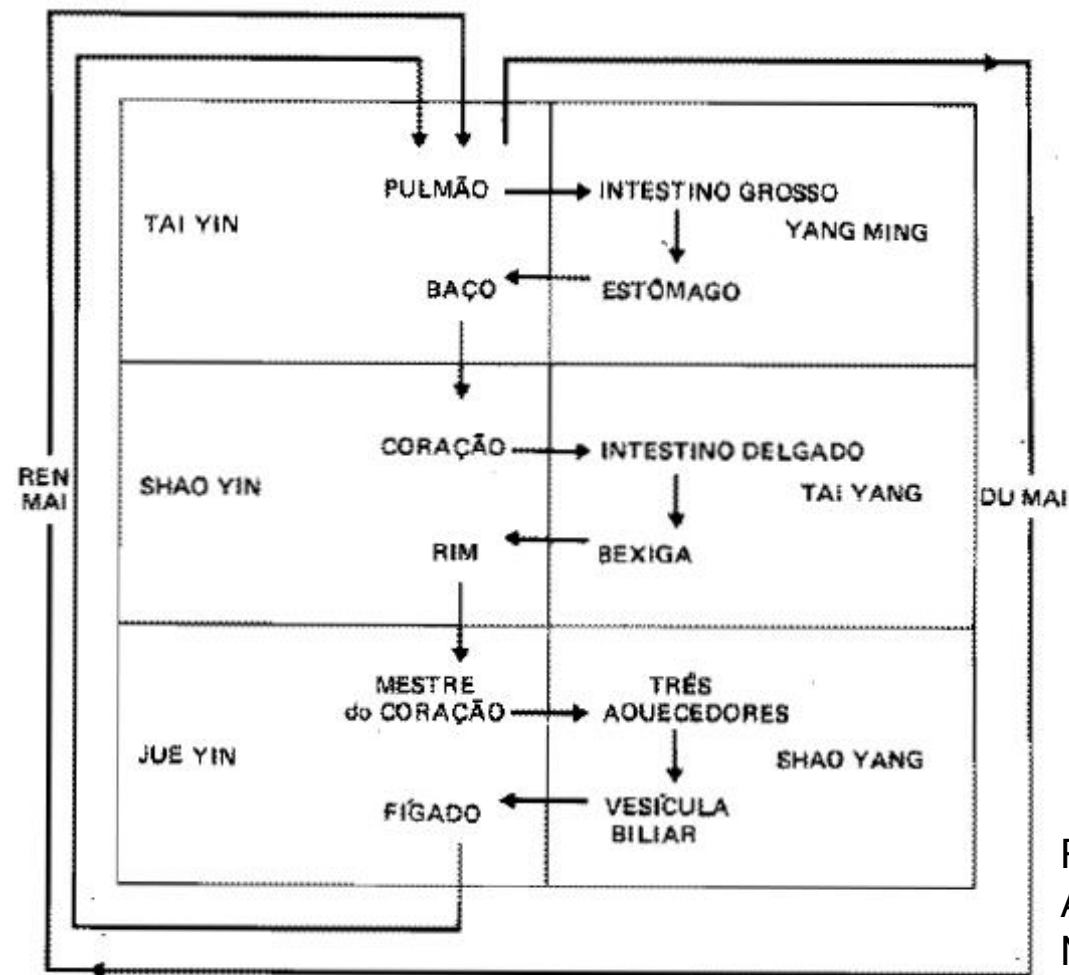 PULMÃO
INTESTINO GROSSO
TAI YIN
YANG MING
BAÇO
ESTÔMAGO
CORAÇÃO
INTESTINO DELGADO
REN
MAI
SHAO YIN
TAI YANG
DU MAI
RIM
BEXIGA
MESTRE
do CORAÇÃO
TRÊS
AQUECEDORES
JUE YIN
SHAO YANG
FÍGADO
VESÍCULA
BILIAR